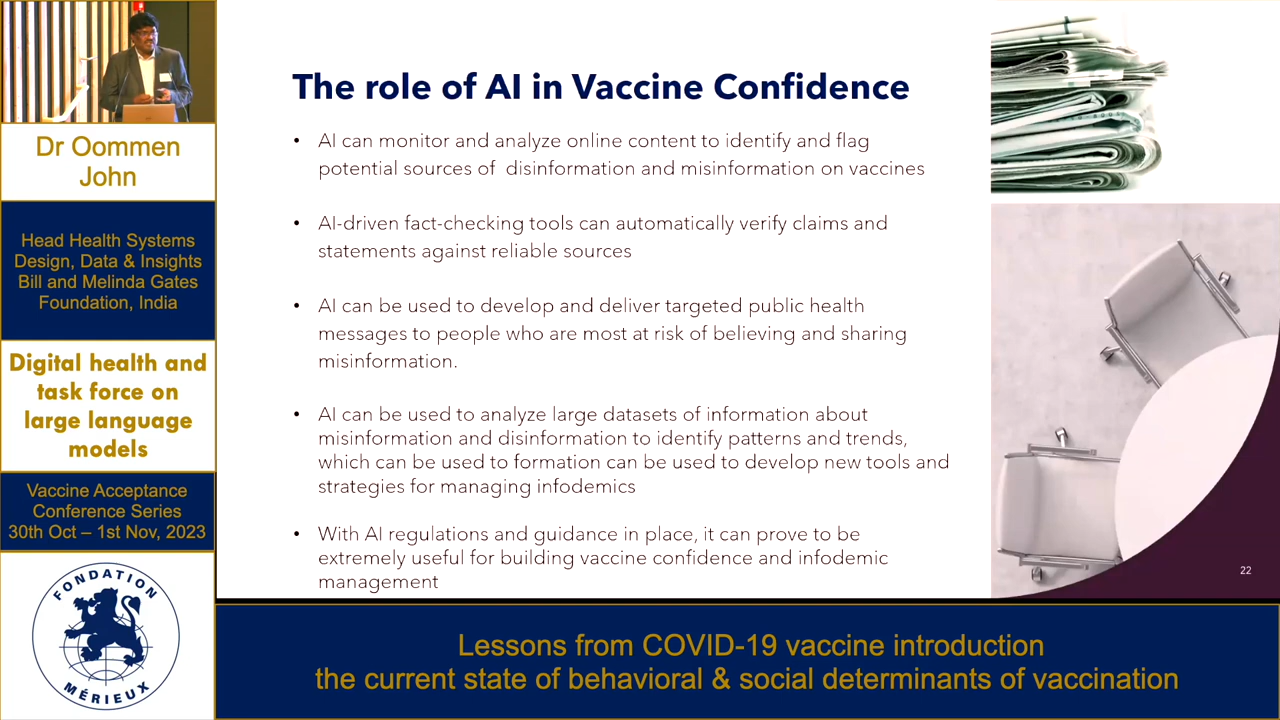 Dr Oommen
John
Head Health Systems
Design, Data & Insights
Bill and Melinda Gates
Foundation, India
Digital health and
task force on
large language
models
Vaccine Acceptance
Conference Series
30th Oct – 1st Nov, 2023
FONDATION
MÉRIEUX
The role of AI in Vaccine Confidence
• AI can monitor and analyze online content to identify and flag
potential sources of  disinformation and misinformation on vaccines
• AI-driven fact-checking tools can automatically verify claims and
statements against reliable sources
• AI can be used to develop and deliver targeted public health
messages to people who are most at risk of believing and sharing
misinformation.
• AI can be used to analyze large datasets of information about
misinformation and disinformation to identify patterns and trends,
which can be used to formation can be used to develop new tools and
strategies for managing infodemics
• With AI regulations and guidance in place, it can prove to be
extremely useful for building vaccine confidence and infodemic
management
22
Lessons from COVID-19 vaccine introduction
the current state of behavioral & social determinants of vaccination